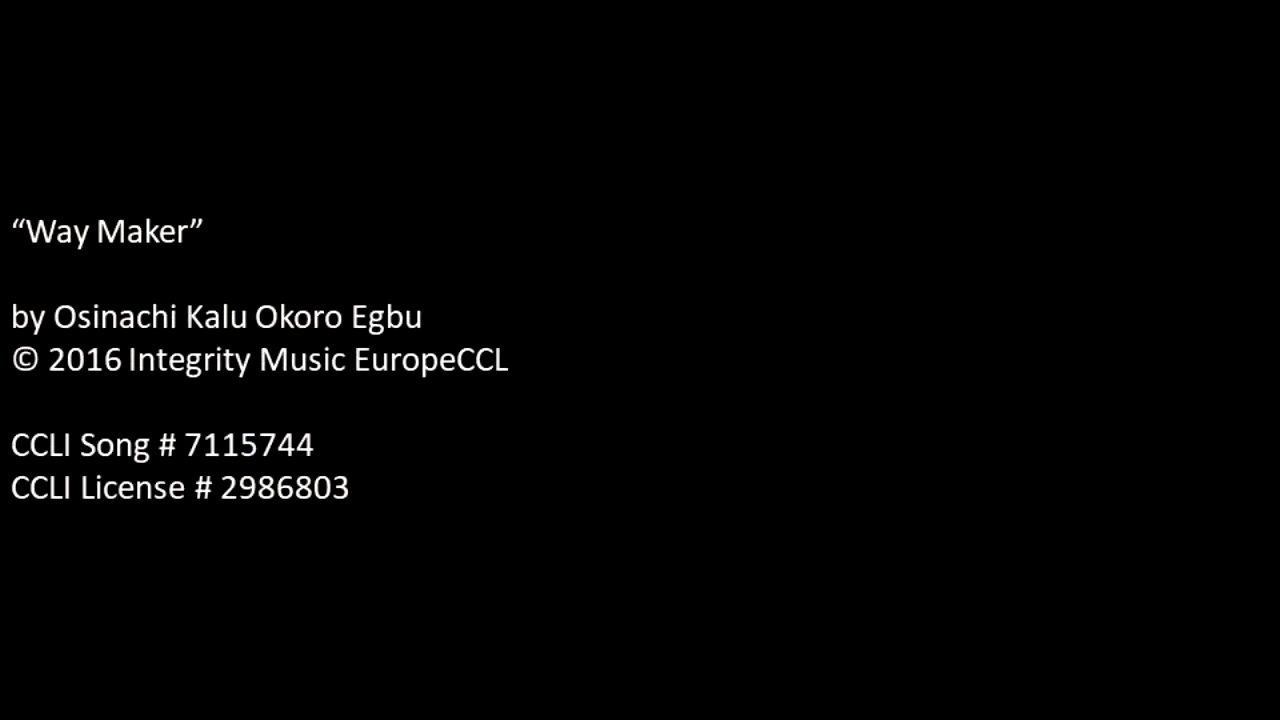 “Way Maker”
by Osinachi Kalu Okoro Egbu
© 2016 Integrity Music EuropeCCL
CCLI Song # 7115744
CCLI License # 2986803